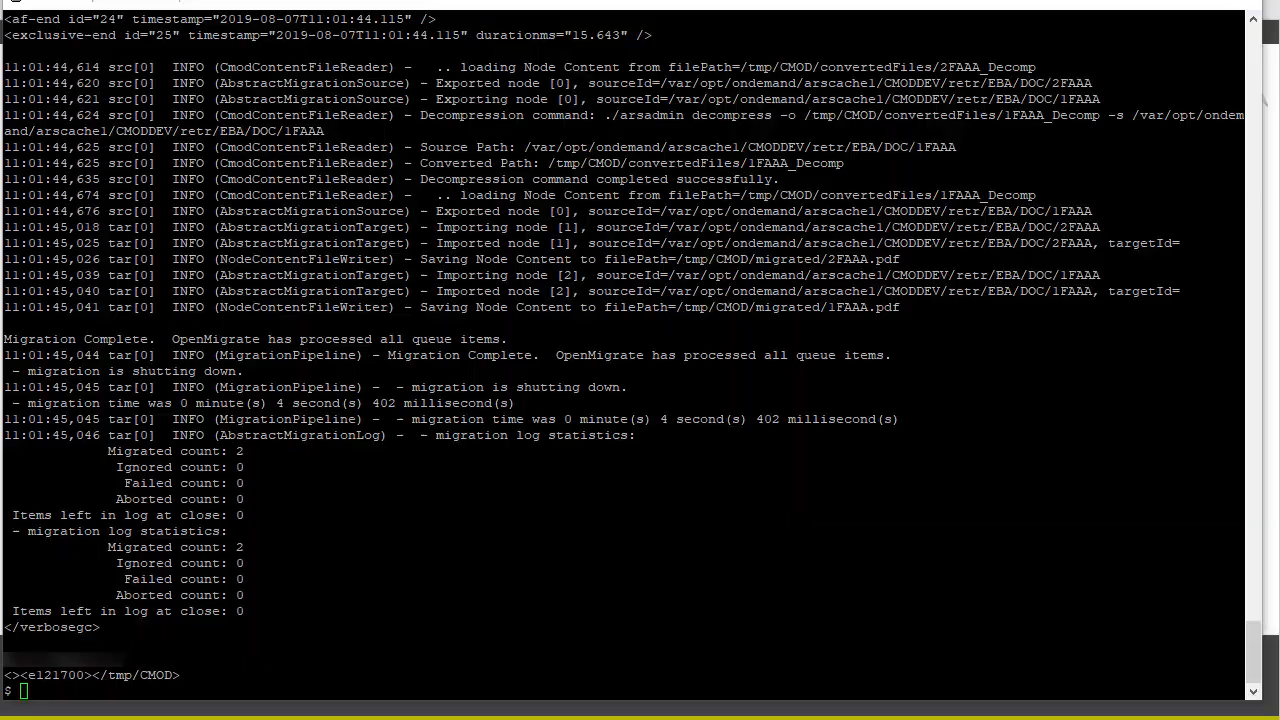 <af-end id="24" timestamp="2019-08-07T11:01:44.115" />
<exclusive-end id="25" timestamp="2019-08-07T11:01:44.115" durationms="15.643" />
11:01:44,614 src[0]  INFO (CmodContentFileReader) -   .. loading Node Content from filePath=/tmp/CMOD/convertedFiles/2FAAA_Decomp
11:01:44,620 src[0]  INFO (AbstractMigrationSource) - Exported node [0], sourceId=/var/opt/ondemand/arscache1/CMODDEV/retr/EBA/DOC/2FAAA
11:01:44,621 src[0]  INFO (AbstractMigrationSource) - Exporting node [0], sourceId=/var/opt/ondemand/arscache1/CMODDEV/retr/EBA/DOC/1FAAA
11:01:44,624 src[0]  INFO (CmodContentFileReader) - Decompression command: ./arsadmin decompress -o /tmp/CMOD/convertedFiles/1FAAA_Decomp -s /var/opt/ondem
and/arscache1/CMODDEV/retr/EBA/DOC/1FAAA
11:01:44,625 src[0]  INFO (CmodContentFileReader) - Source Path: /var/opt/ondemand/arscache1/CMODDEV/retr/EBA/DOC/1FAAA
11:01:44,625 src[0]  INFO (CmodContentFileReader) - Converted Path: /tmp/CMOD/convertedFiles/1FAAA_Decomp
11:01:44,635 src[0]  INFO (CmodContentFileReader) - Decompression command completed successfully.
11:01:44,674 src[0]  INFO (CmodContentFileReader) -   .. loading Node Content from filePath=/tmp/CMOD/convertedFiles/1FAAA_Decomp
11:01:44,676 src[0]  INFO (AbstractMigrationSource) - Exported node [0], sourceId=/var/opt/ondemand/arscache1/CMODDEV/retr/EBA/DOC/1FAAA
11:01:45,018 tar[0]  INFO (AbstractMigrationTarget) - Importing node [1], sourceId=/var/opt/ondemand/arscache1/CMODDEV/retr/EBA/DOC/2FAAA
11:01:45,025 tar[0]  INFO (AbstractMigrationTarget) - Imported node [1], sourceId=/var/opt/ondemand/arscache1/CMODDEV/retr/EBA/DOC/2FAAA, targetId=
11:01:45,026 tar[0]  INFO (NodeContentFileWriter) - Saving Node Content to filePath=/tmp/CMOD/migrated/2FAAA.pdf
11:01:45,039 tar[0]  INFO (AbstractMigrationTarget) - Importing node [2], sourceId=/var/opt/ondemand/arscache1/CMODDEV/retr/EBA/DOC/1FAAA
11:01:45,040 tar[0]  INFO (AbstractMigrationTarget) - Imported node [2], sourceId=/var/opt/ondemand/arscache1/CMODDEV/retr/EBA/DOC/1FAAA, targetId=
11:01:45,041 tar[0]  INFO (NodeContentFileWriter) - Saving Node Content to filePath=/tmp/CMOD/migrated/1FAAA.pdf
Migration Complete.  OpenMigrate has processed all queue items.
11:01:45,044 tar[0]  INFO (MigrationPipeline) - Migration Complete.  OpenMigrate has processed all queue items.
 - migration is shutting down.
11:01:45,045 tar[0]  INFO (MigrationPipeline) -  - migration is shutting down.
 - migration time was 0 minute(s) 4 second(s) 402 millisecond(s)
11:01:45,045 tar[0]  INFO (MigrationPipeline) -  - migration time was 0 minute(s) 4 second(s) 402 millisecond(s)
11:01:45,046 tar[0]  INFO (AbstractMigrationLog) -  - migration log statistics:
Migrated count: 2
Ignored count: 0
Failed count: 0
Aborted count: 0
Items left in log at close: 0
 - migration log statistics:
Migrated count: 2
Ignored count: 0
Failed count: 0
Aborted count: 0
Items left in log at close: 0
</verbosegc>
<><e121700></tmp/CMOD>
$